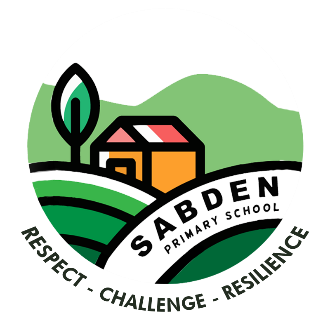 SABDEN
PRIMARY SCHOOL
RESPECT - CHALLENGE - RESILIENCE